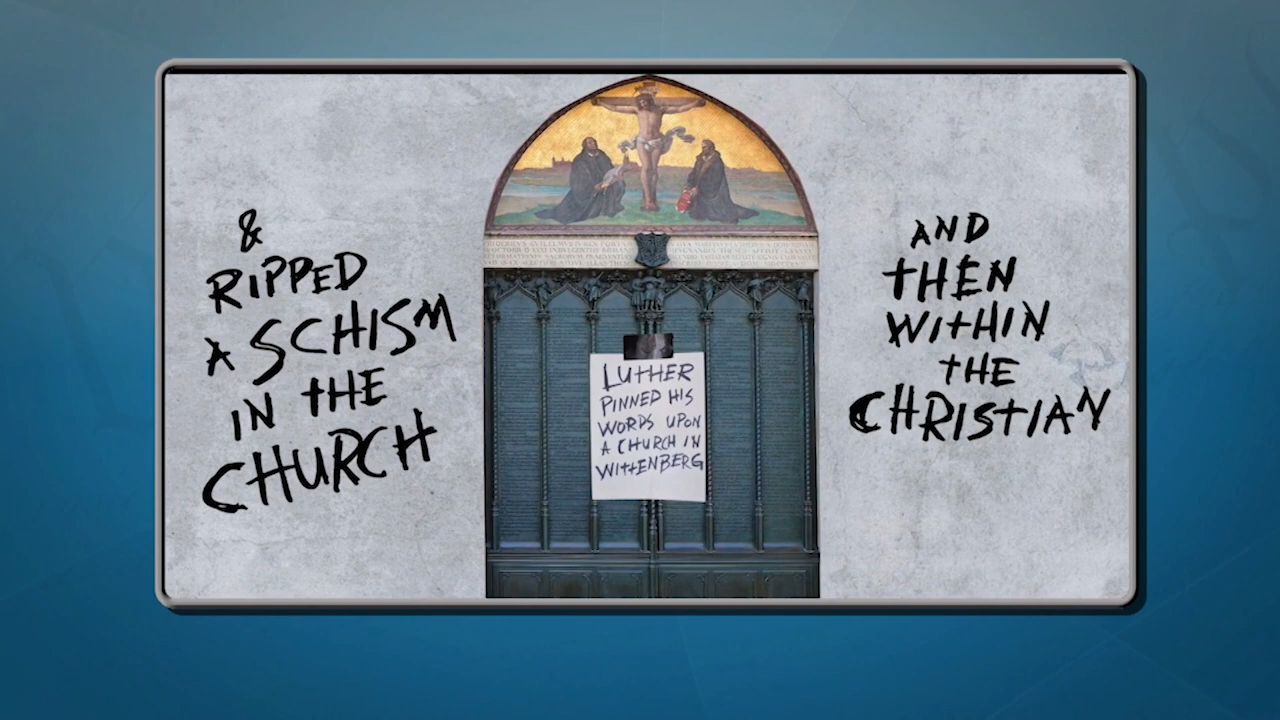 LUTHER
PINNED HIS
WORDS UPON
A CHURCH IN
WITTENBERG
&
RIPPED
A SCHISM
IN THE
CHURCH
AND
THEN
WITHIN
THE
CHRISTIAN